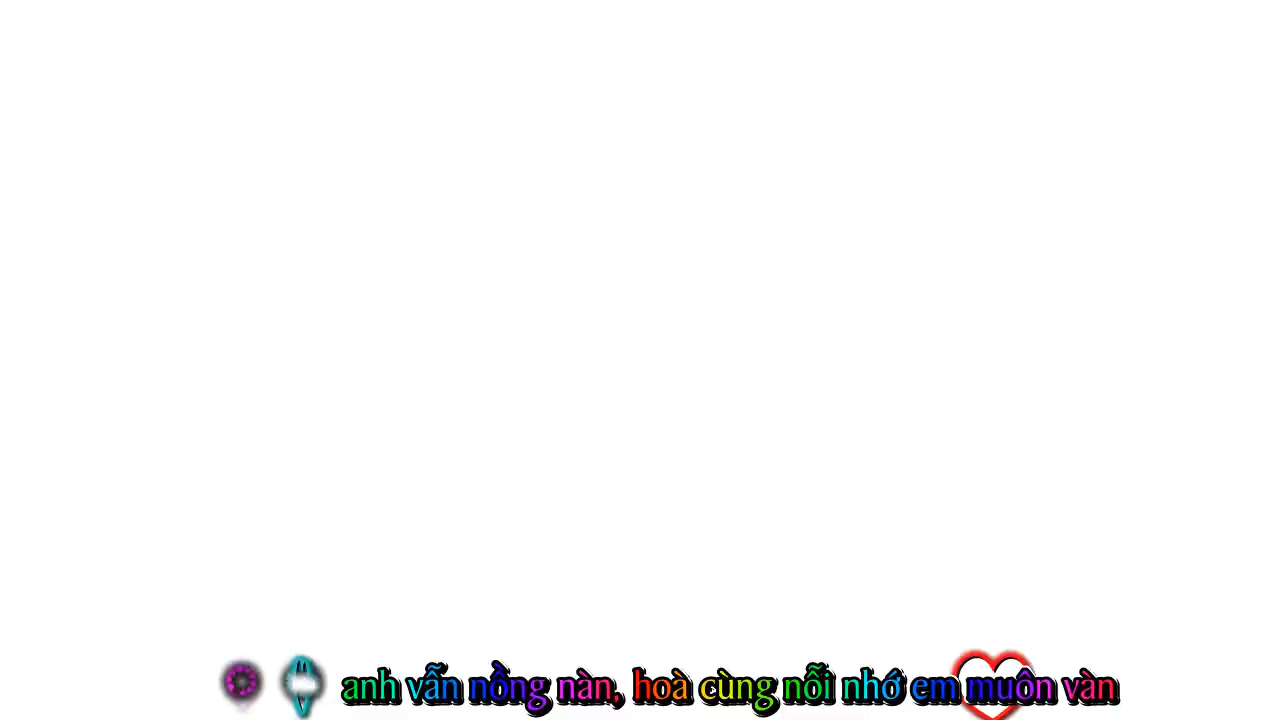 anh vẫn nồng nàn, hoà cùng nỗi nhớ em muôn vàn